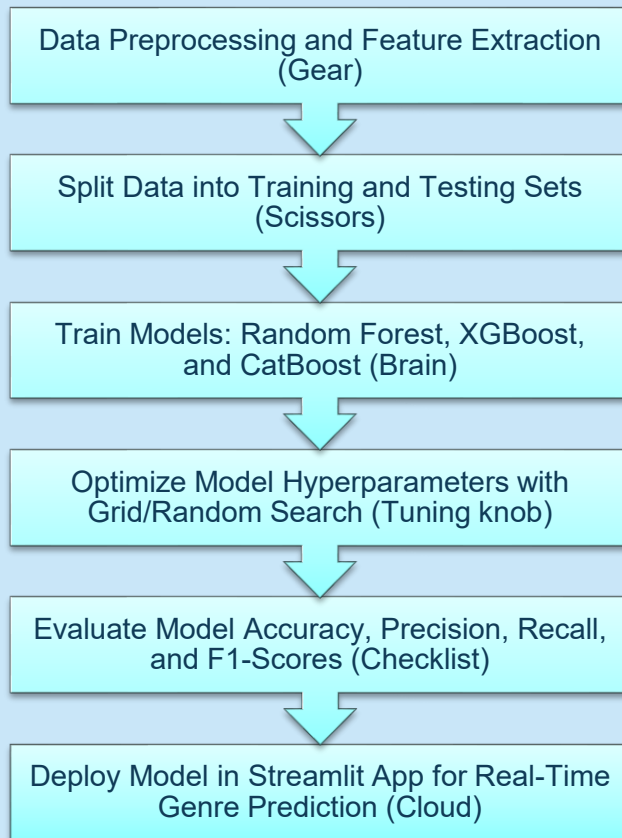 Data Preprocessing and Feature Extraction
(Gear)
Split Data into Training and Testing Sets
(Scissors)
Train Models: Random Forest, XGBoost,
and CatBoost (Brain)
Optimize Model Hyperparameters with
Grid/Random Search (Tuning knob)
Evaluate Model Accuracy, Precision, Recall,
and F1-Scores (Checklist)
Deploy Model in Streamlit App for Real-Time
Genre Prediction (Cloud)